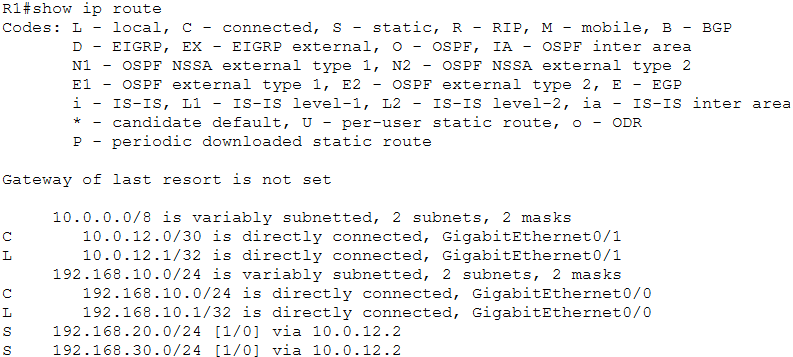 R1#show ip route
Codes: L - local, C - connected, S - static, R - RIP, M - mobile, B - BGP
       D - EIGRP, EX - EIGRP external, O - OSPF, IA - OSPF inter area
       N1 - OSPF NSSA external type 1, N2 - OSPF NSSA external type 2
       E1 - OSPF external type 1, E2 - OSPF external type 2, E - EGP
       i - IS-IS, L1 - IS-IS level-1, L2 - IS-IS level-2, ia - IS-IS inter area
       * - candidate default, U - per-user static route, o - ODR
       P - periodic downloaded static route

Gateway of last resort is not set

     10.0.0.0/8 is variably subnetted, 2 subnets, 2 masks
C       10.0.12.0/30 is directly connected, GigabitEthernet0/1
L       10.0.12.1/32 is directly connected, GigabitEthernet0/1
     192.168.10.0/24 is variably subnetted, 2 subnets, 2 masks
C       192.168.10.0/24 is directly connected, GigabitEthernet0/0
L       192.168.10.1/32 is directly connected, GigabitEthernet0/0
S    192.168.20.0/24 [1/0] via 10.0.12.2
S    192.168.30.0/24 [1/0] via 10.0.12.2